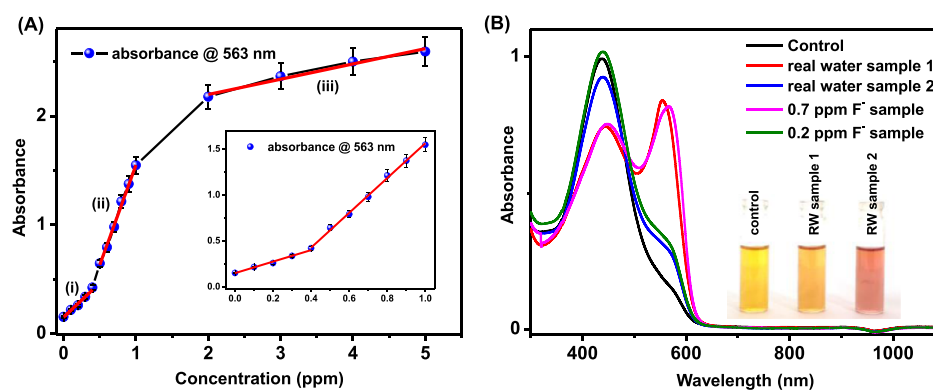 (A)
absorbance @ 563 nm
(i)
(ii)
(iii)
Absorbance
0
1
2
0
1
2
3
4
5
Concentration (ppm)
absorbance @ 563 nm
1.5
1.0
0.5
0.0
0.0
0.2
0.4
0.6
0.8
1.0
(B)
Control
real water sample 1
real water sample 2
0.7 ppm F⁻ sample
0.2 ppm F⁻ sample
control
RW sample 1
RW sample 2
Absorbance
1
0
400
600
800
1000
Wavelength (nm)